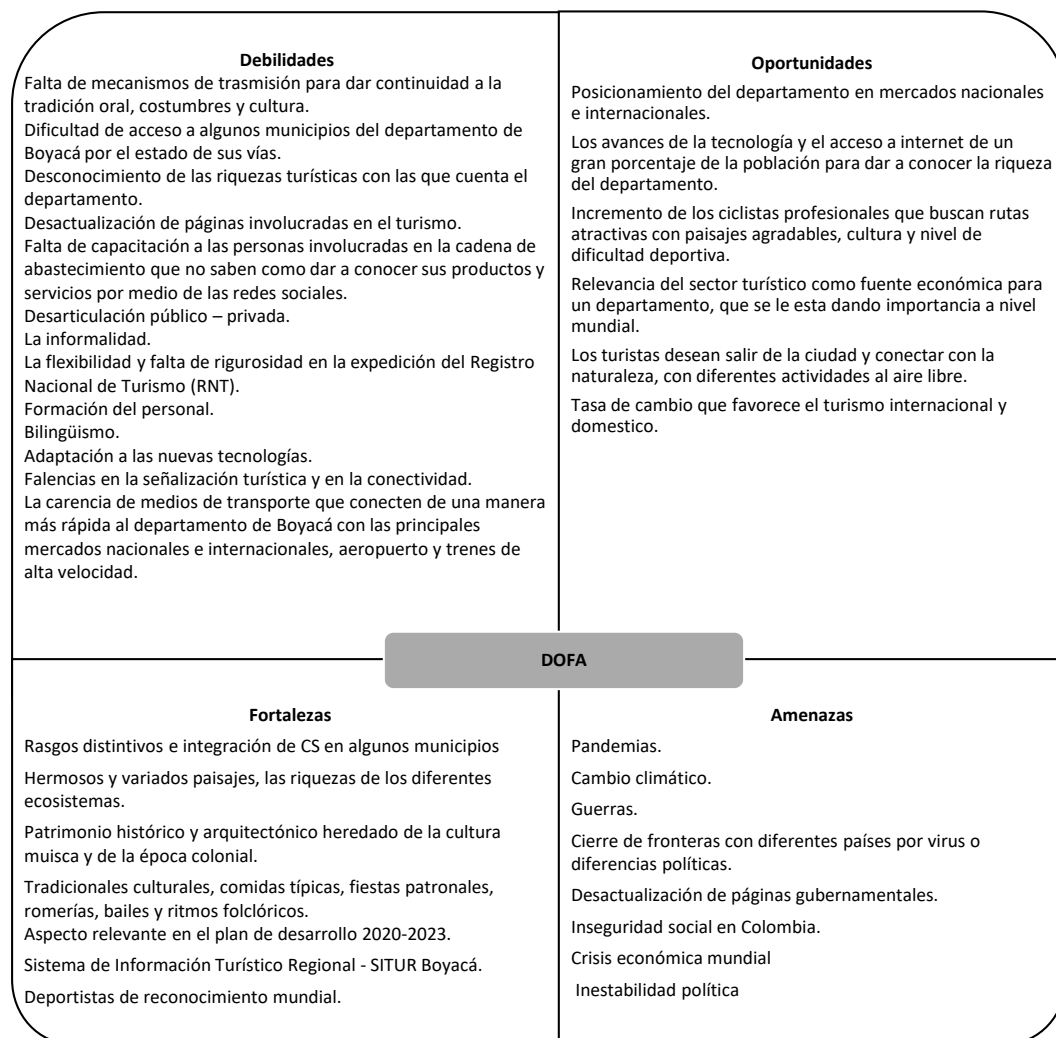 Debilidades
Falta de mecanismos de trasmisión para dar continuidad a la
tradición oral, costumbres y cultura.
Dificultad de acceso a algunos municipios del departamento de
Boyacá por el estado de sus vías.
Desconocimiento de las riquezas turísticas con las que cuenta el
departamento.
Desactualización de páginas involucradas en el turismo.
Falta de capacitación a las personas involucradas en la cadena de
abastecimiento que no saben como dar a conocer sus productos y
servicios por medio de las redes sociales.
Desarticulación público – privada.
La informalidad.
La flexibilidad y falta de rigurosidad en la expedición del Registro
Nacional de Turismo (RNT).
Formación del personal.
Bilingüismo.
Adaptación a las nuevas tecnologías.
Falencias en la señalización turística y en la conectividad.
La carencia de medios de transporte que conecten de una manera
más rápida al departamento de Boyacá con las principales
mercados nacionales e internacionales, aeropuerto y trenes de
alta velocidad.
Oportunidades
Posicionamiento del departamento en mercados nacionales
e internacionales.
Los avances de la tecnología y el acceso a internet de un
gran porcentaje de la población para dar a conocer la riqueza
del departamento.
Incremento de los ciclistas profesionales que buscan rutas
atractivas con paisajes agradables, cultura y nivel de
dificultad deportiva.
Relevancia del sector turístico como fuente económica para
un departamento, que se le esta dando importancia a nivel
mundial.
Los turistas desean salir de la ciudad y conectar con la
naturaleza, con diferentes actividades al aire libre.
Tasa de cambio que favorece el turismo internacional y
domestico.
DOFA
Fortalezas
Rasgos distintivos e integración de CS en algunos municipios
Hermosos y variados paisajes, las riquezas de los diferentes
ecosistemas.
Patrimonio histórico y arquitectónico heredado de la cultura
muisca y de la época colonial.
Tradicionales culturales, comidas típicas, fiestas patronales,
romerías, bailes y ritmos folclóricos.
Aspecto relevante en el plan de desarrollo 2020-2023.
Sistema de Información Turístico Regional - SITUR Boyacá.
Deportistas de reconocimiento mundial.
Amenazas
Pandemias.
Cambio climático.
Guerras.
Cierre de fronteras con diferentes países por virus o
diferencias políticas.
Desactualización de páginas gubernamentales.
Inseguridad social en Colombia.
Crisis económica mundial
Inestabilidad política